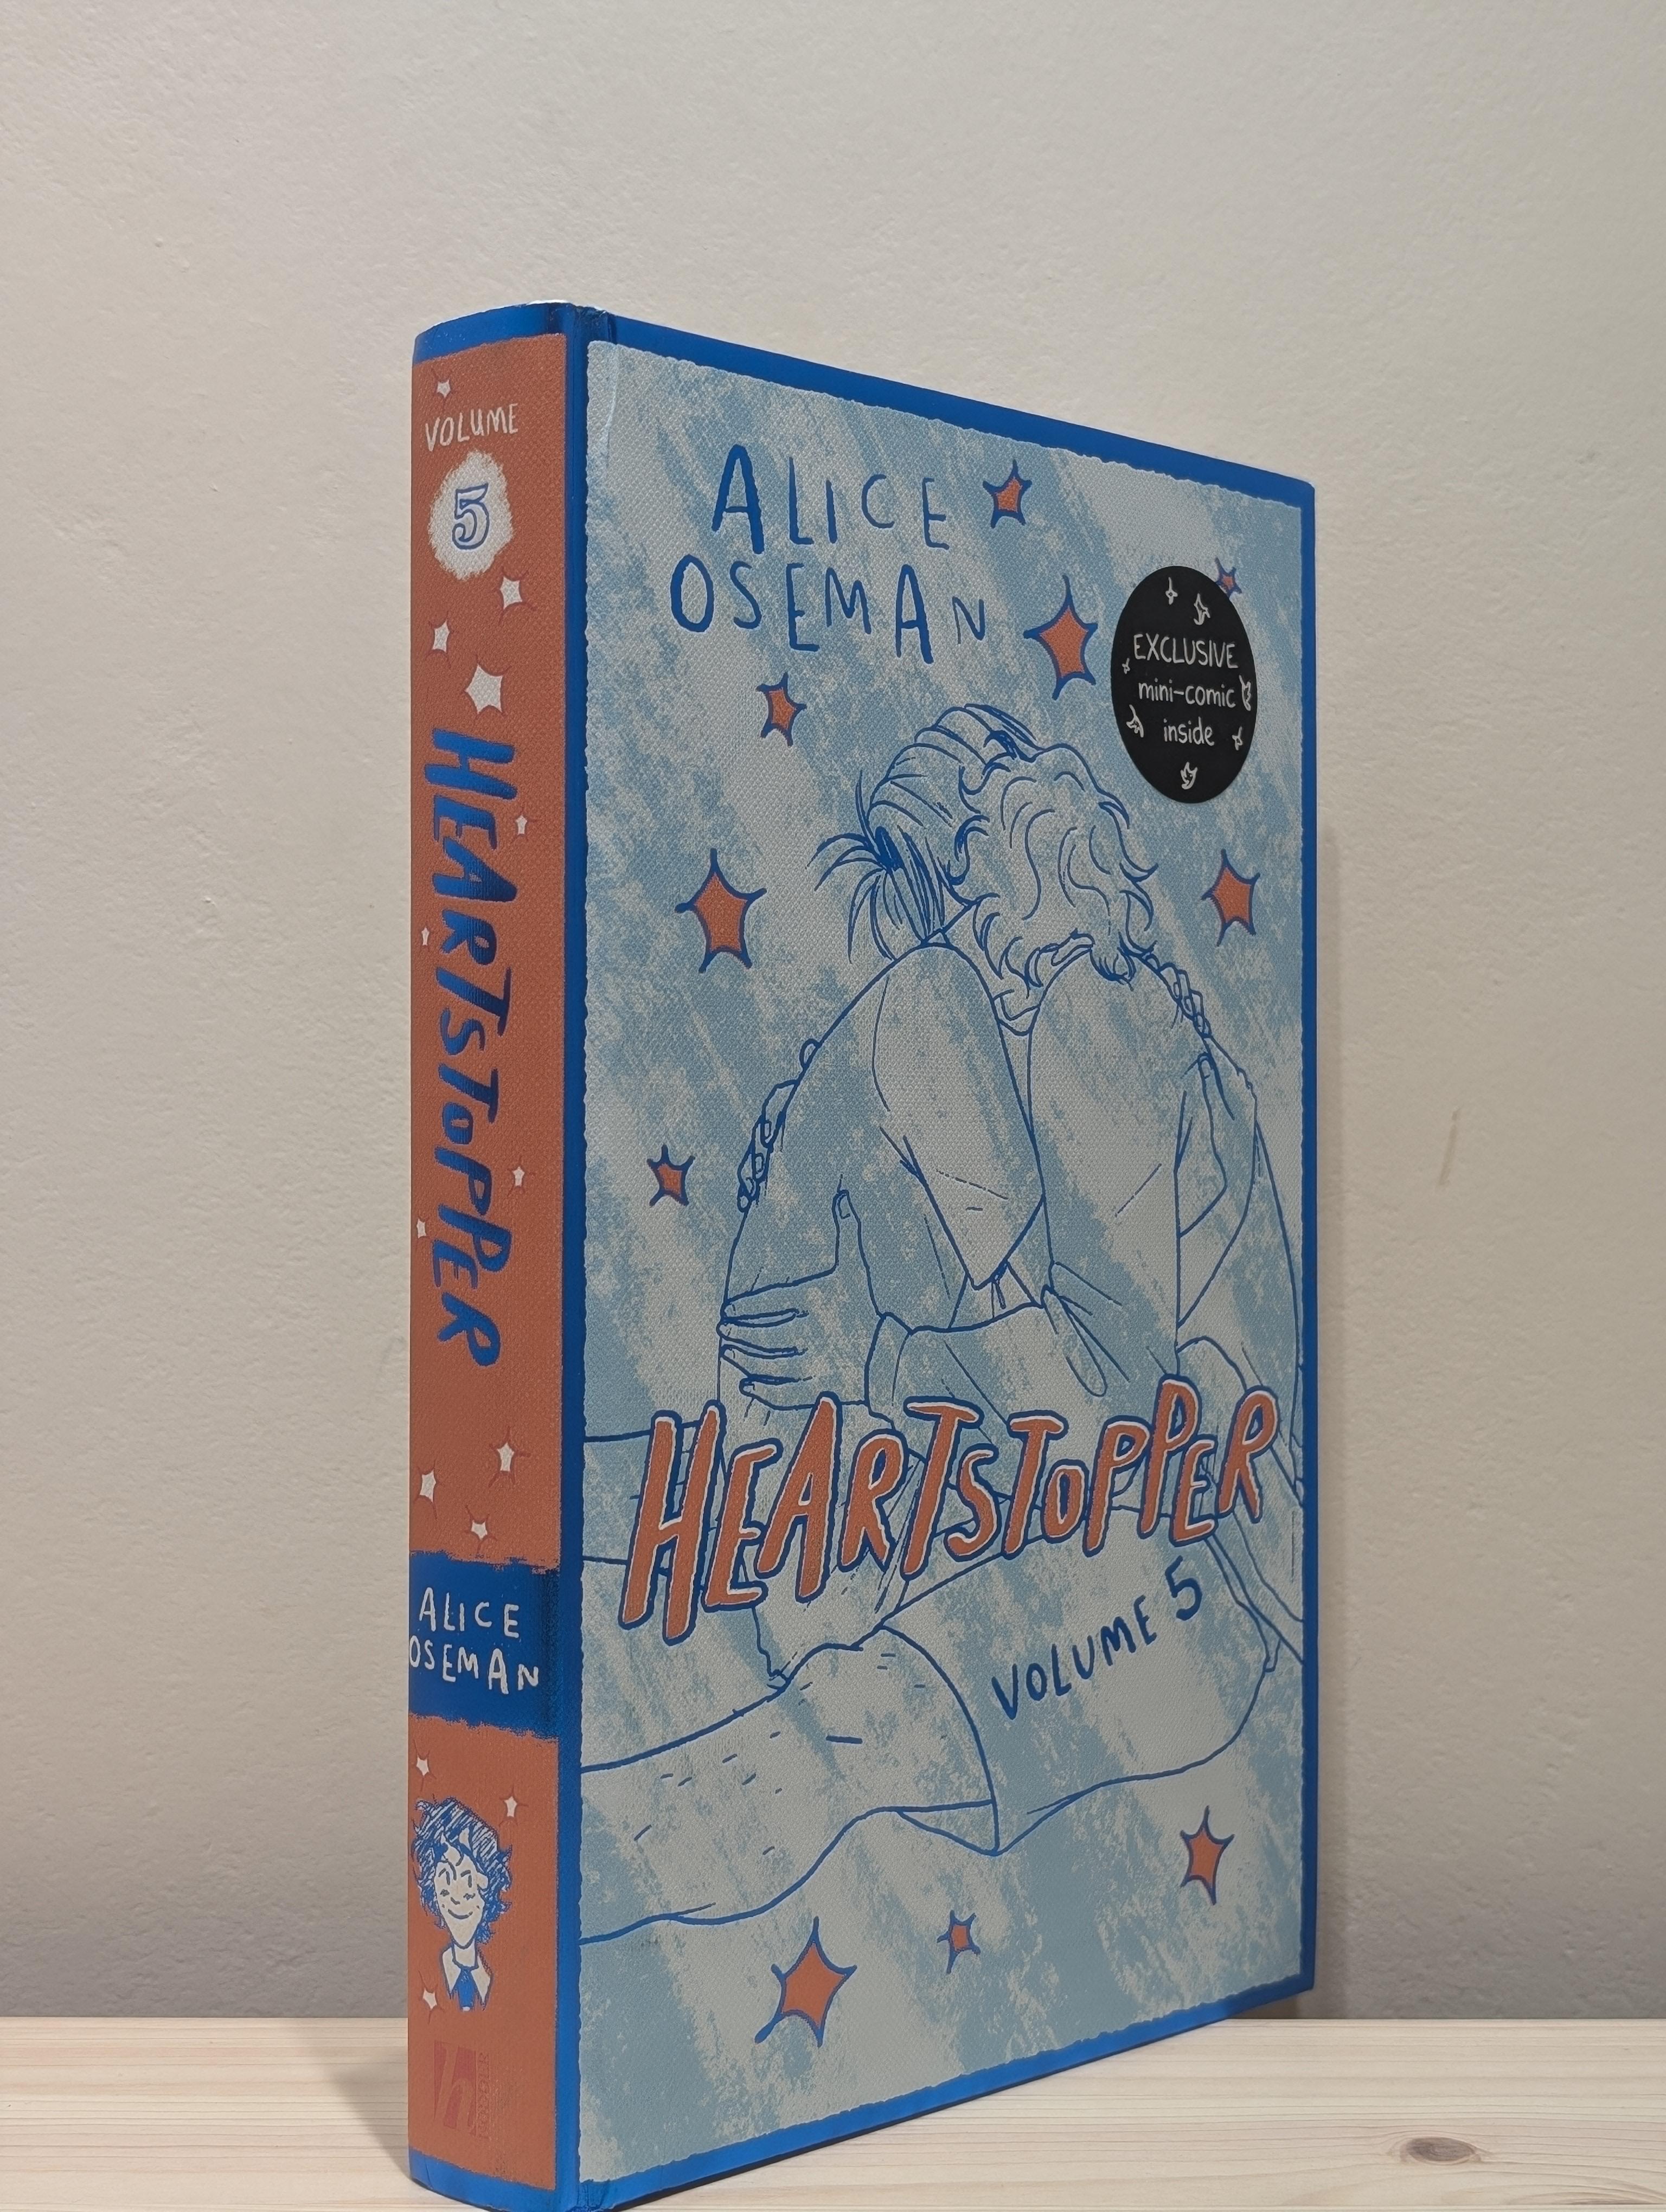 VOLUME
5
HEARTSTOPPER
ALICE
OSEMAN
h
ALICE
OSEMAN
EXCLUSIVE
mini-comic
inside
HEARTSTOPPER
VOLUME 5